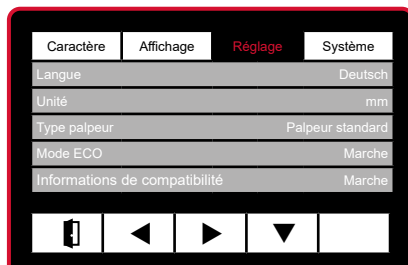 Caractère Affichage Réglage Système
Langue Deutsch
Unité mm
Type palpeur Palpeur standard
Mode ECO Marche
Informations de compatibilité Marche